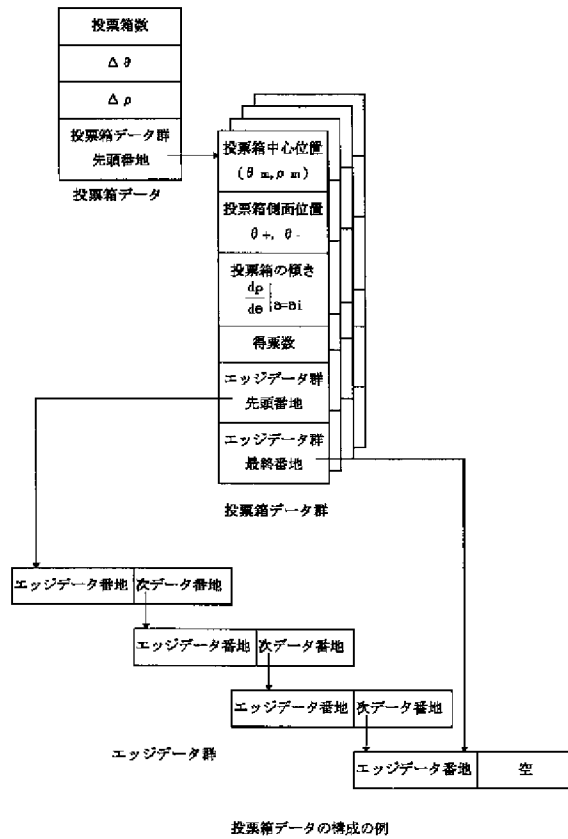 投票箱数
Δθ
Δρ
投票箱データ群
先頭番地
投票箱データ
投票箱中心位置
(θm,ρm)
投票箱側面位置
θ+, θ-
投票箱の傾き
dρ
dθ
θ=θi
得票数
エッジデータ群
先頭番地
エッジデータ群
最終番地
投票箱データ群
エッジデータ番地 次データ番地
エッジデータ番地 次データ番地
エッジデータ番地 次データ番地
エッジデータ群
エッジデータ番地 空
投票箱データの構成の例